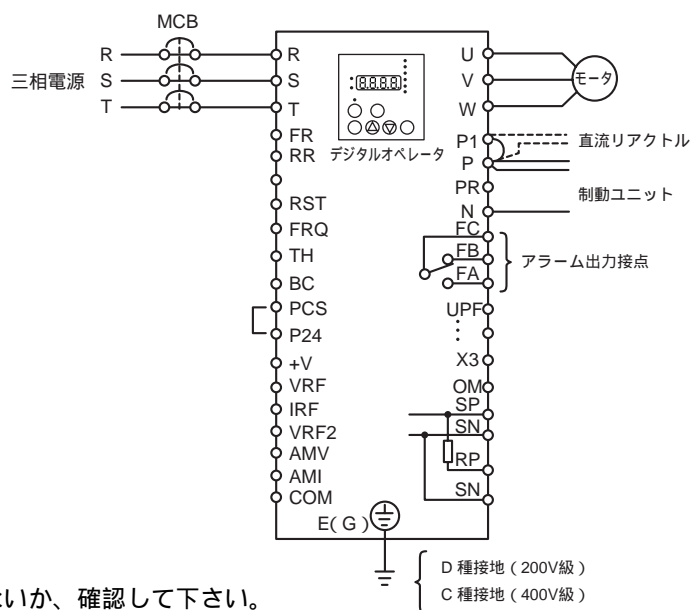 MCB
三相電源
R
S
T
R
S
T
FR
RR
RST
FRQ
TH
BC
PCS
P24
+V
VRF
IRF
VRF2
AMV
AMI
COM
8.8.8.8.
デジタルオペレータ
U
V
W
モータ
P1
P
直流リアクトル
PR
N
制動ユニット
FC
FB
FA
アラーム出力接点
UPF
X3
OM
SP
SN
RP
SN
E( G )
D 種接地 ( 200V級 )
C 種接地 ( 400V級 )
いか、確認して下さい。